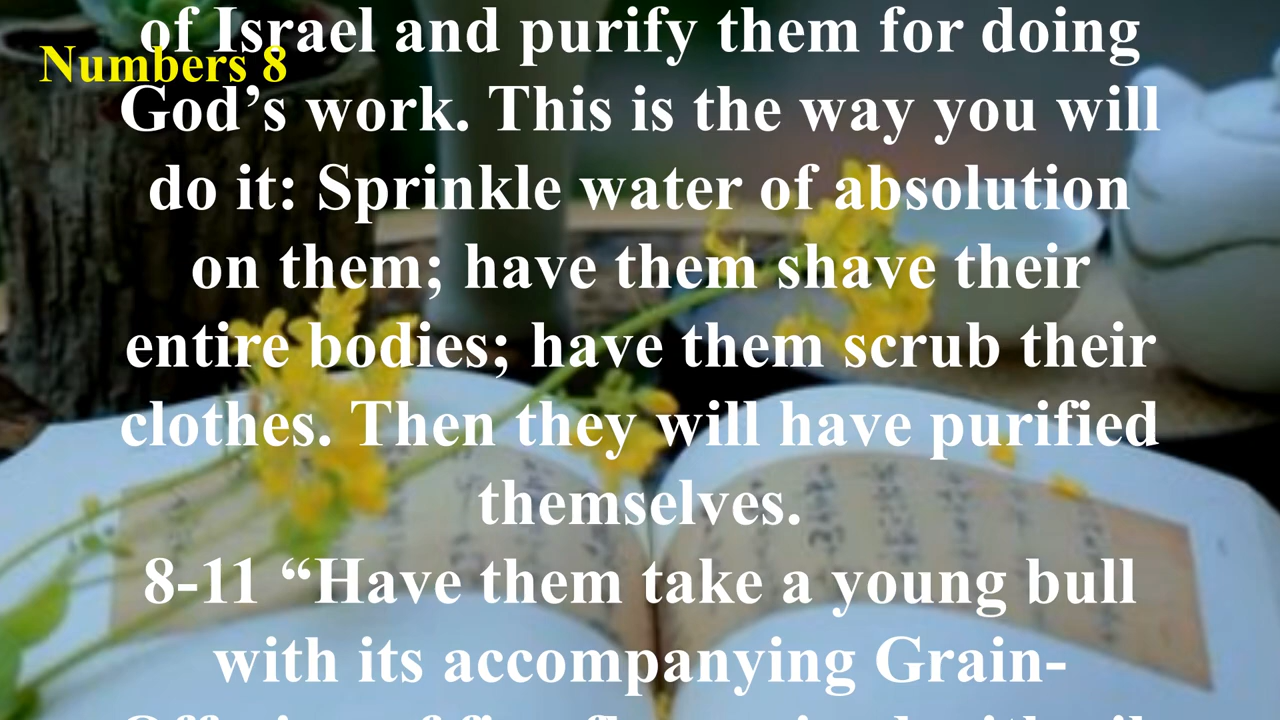 Numbers 8
of Israel and purify them for doing
God’s work. This is the way you will
do it: Sprinkle water of absolution
on them; have them shave their
entire bodies; have them scrub their
clothes. Then they will have purified
themselves.
8-11 “Have them take a young bull
with its accompanying Grain-